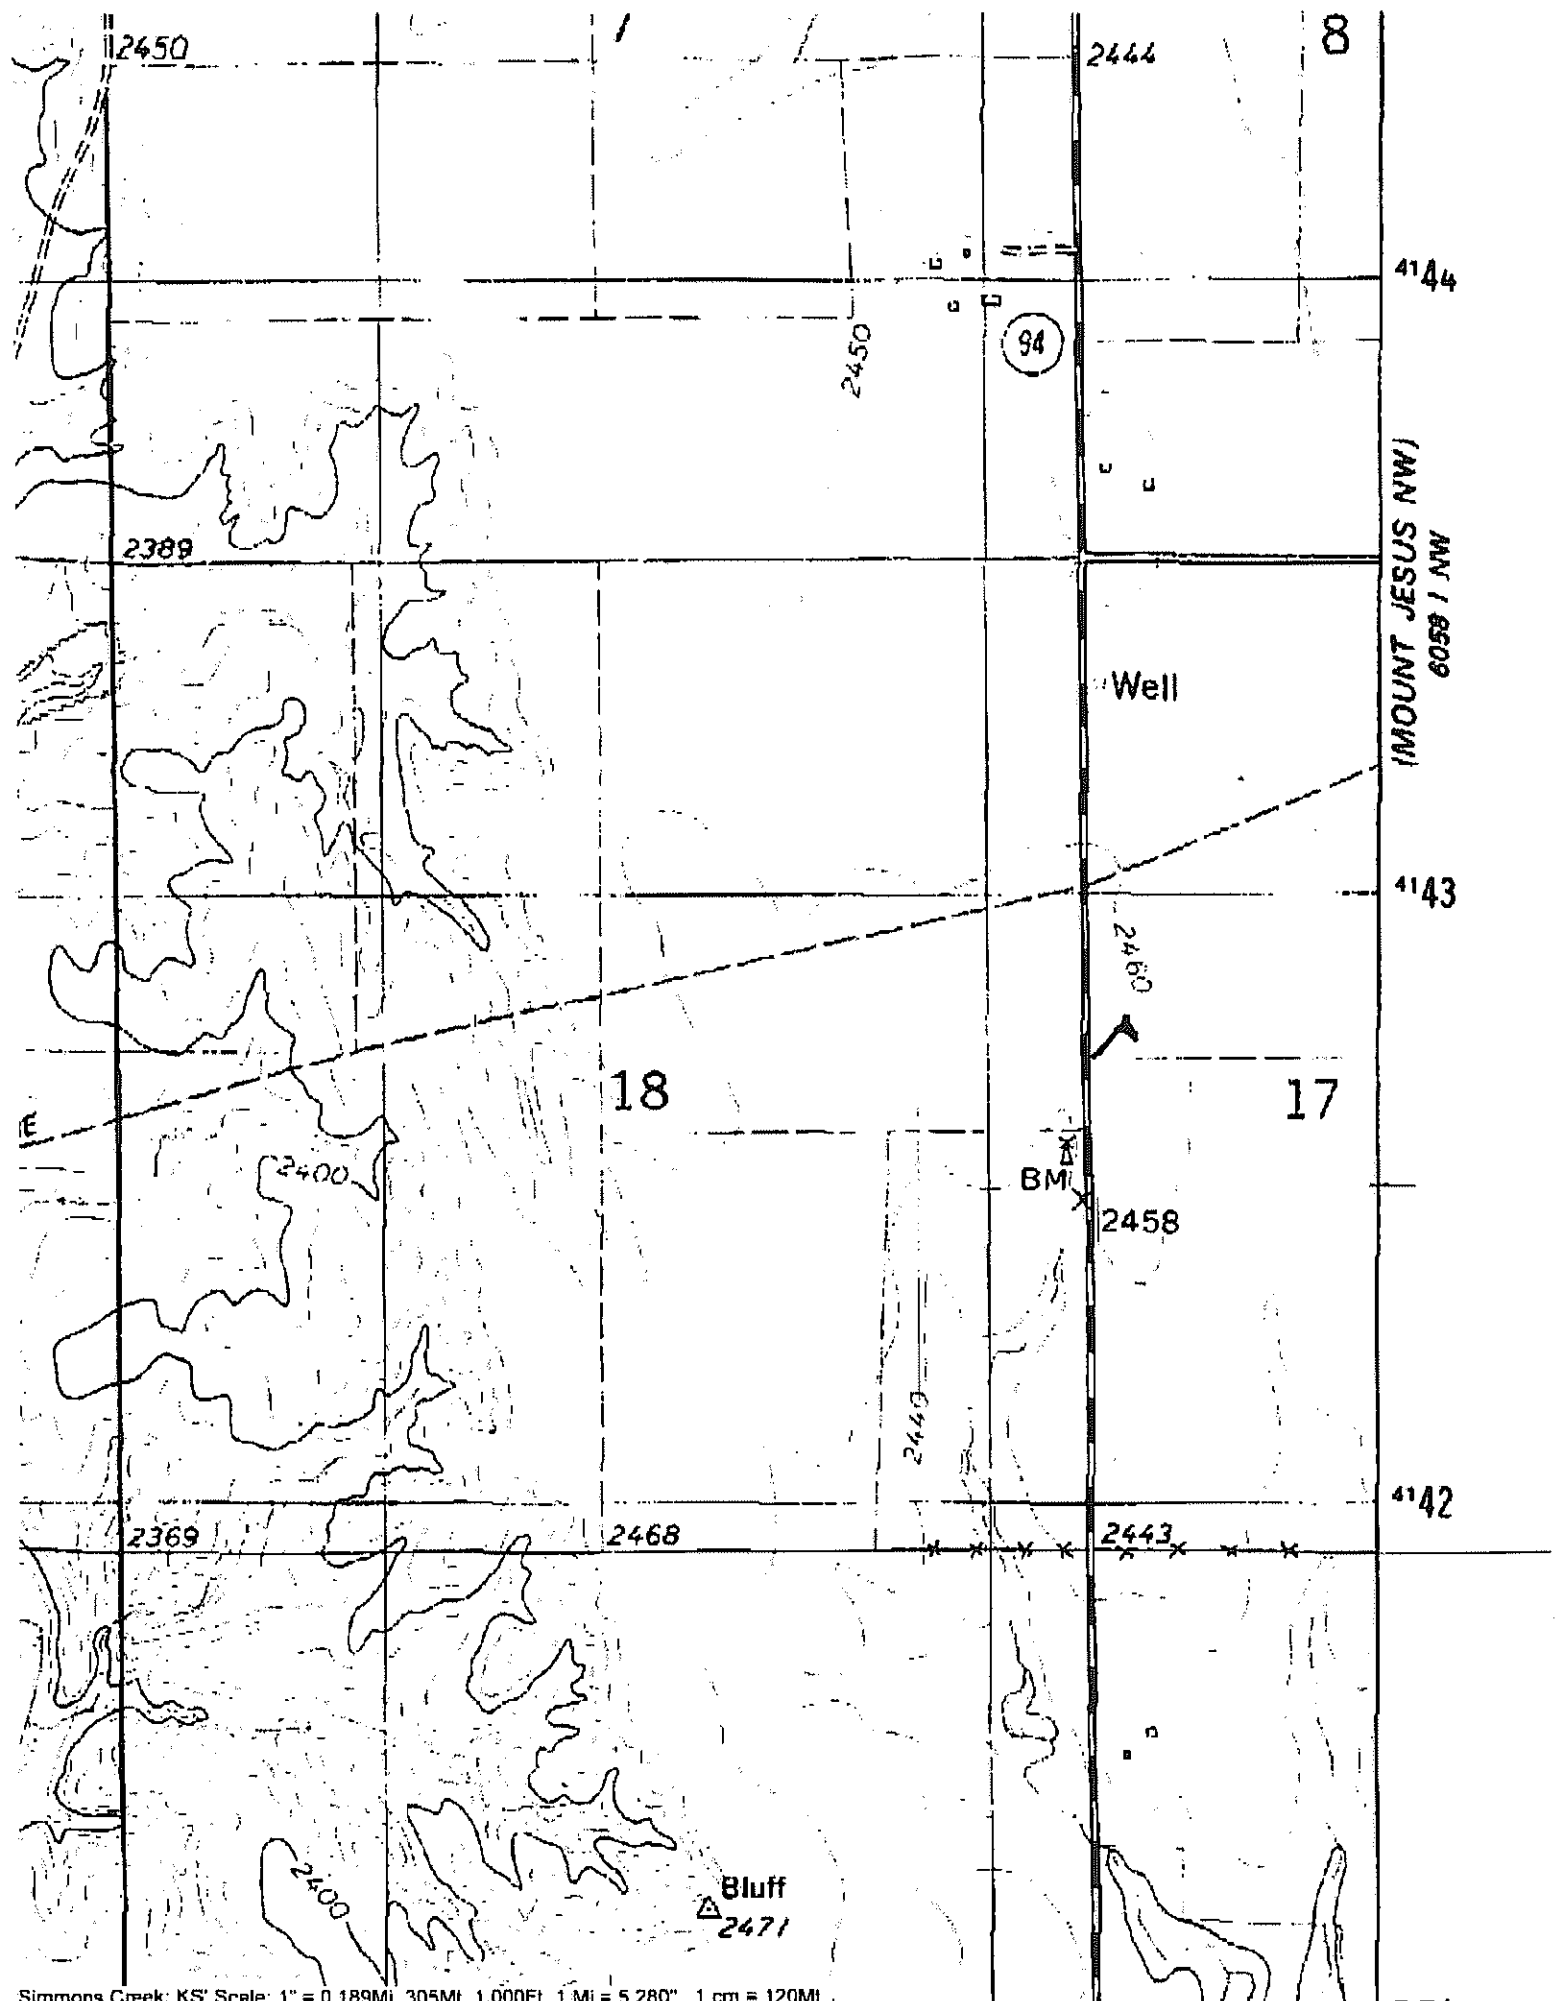 2450
8
2444
4144
2450
94
(MOUNT JESUS NW)
6058 I NW
2389
Well
4143
2460
18
17
E
2400
BM
2458
2440
4142
2369
2468
2443
2400
Bluff
2471
Simmons Creek: KS' Scale: 1" = 0.189Mi 305Mt 1,000Ft 1 Mi = 5.280" 1 cm = 120Mt